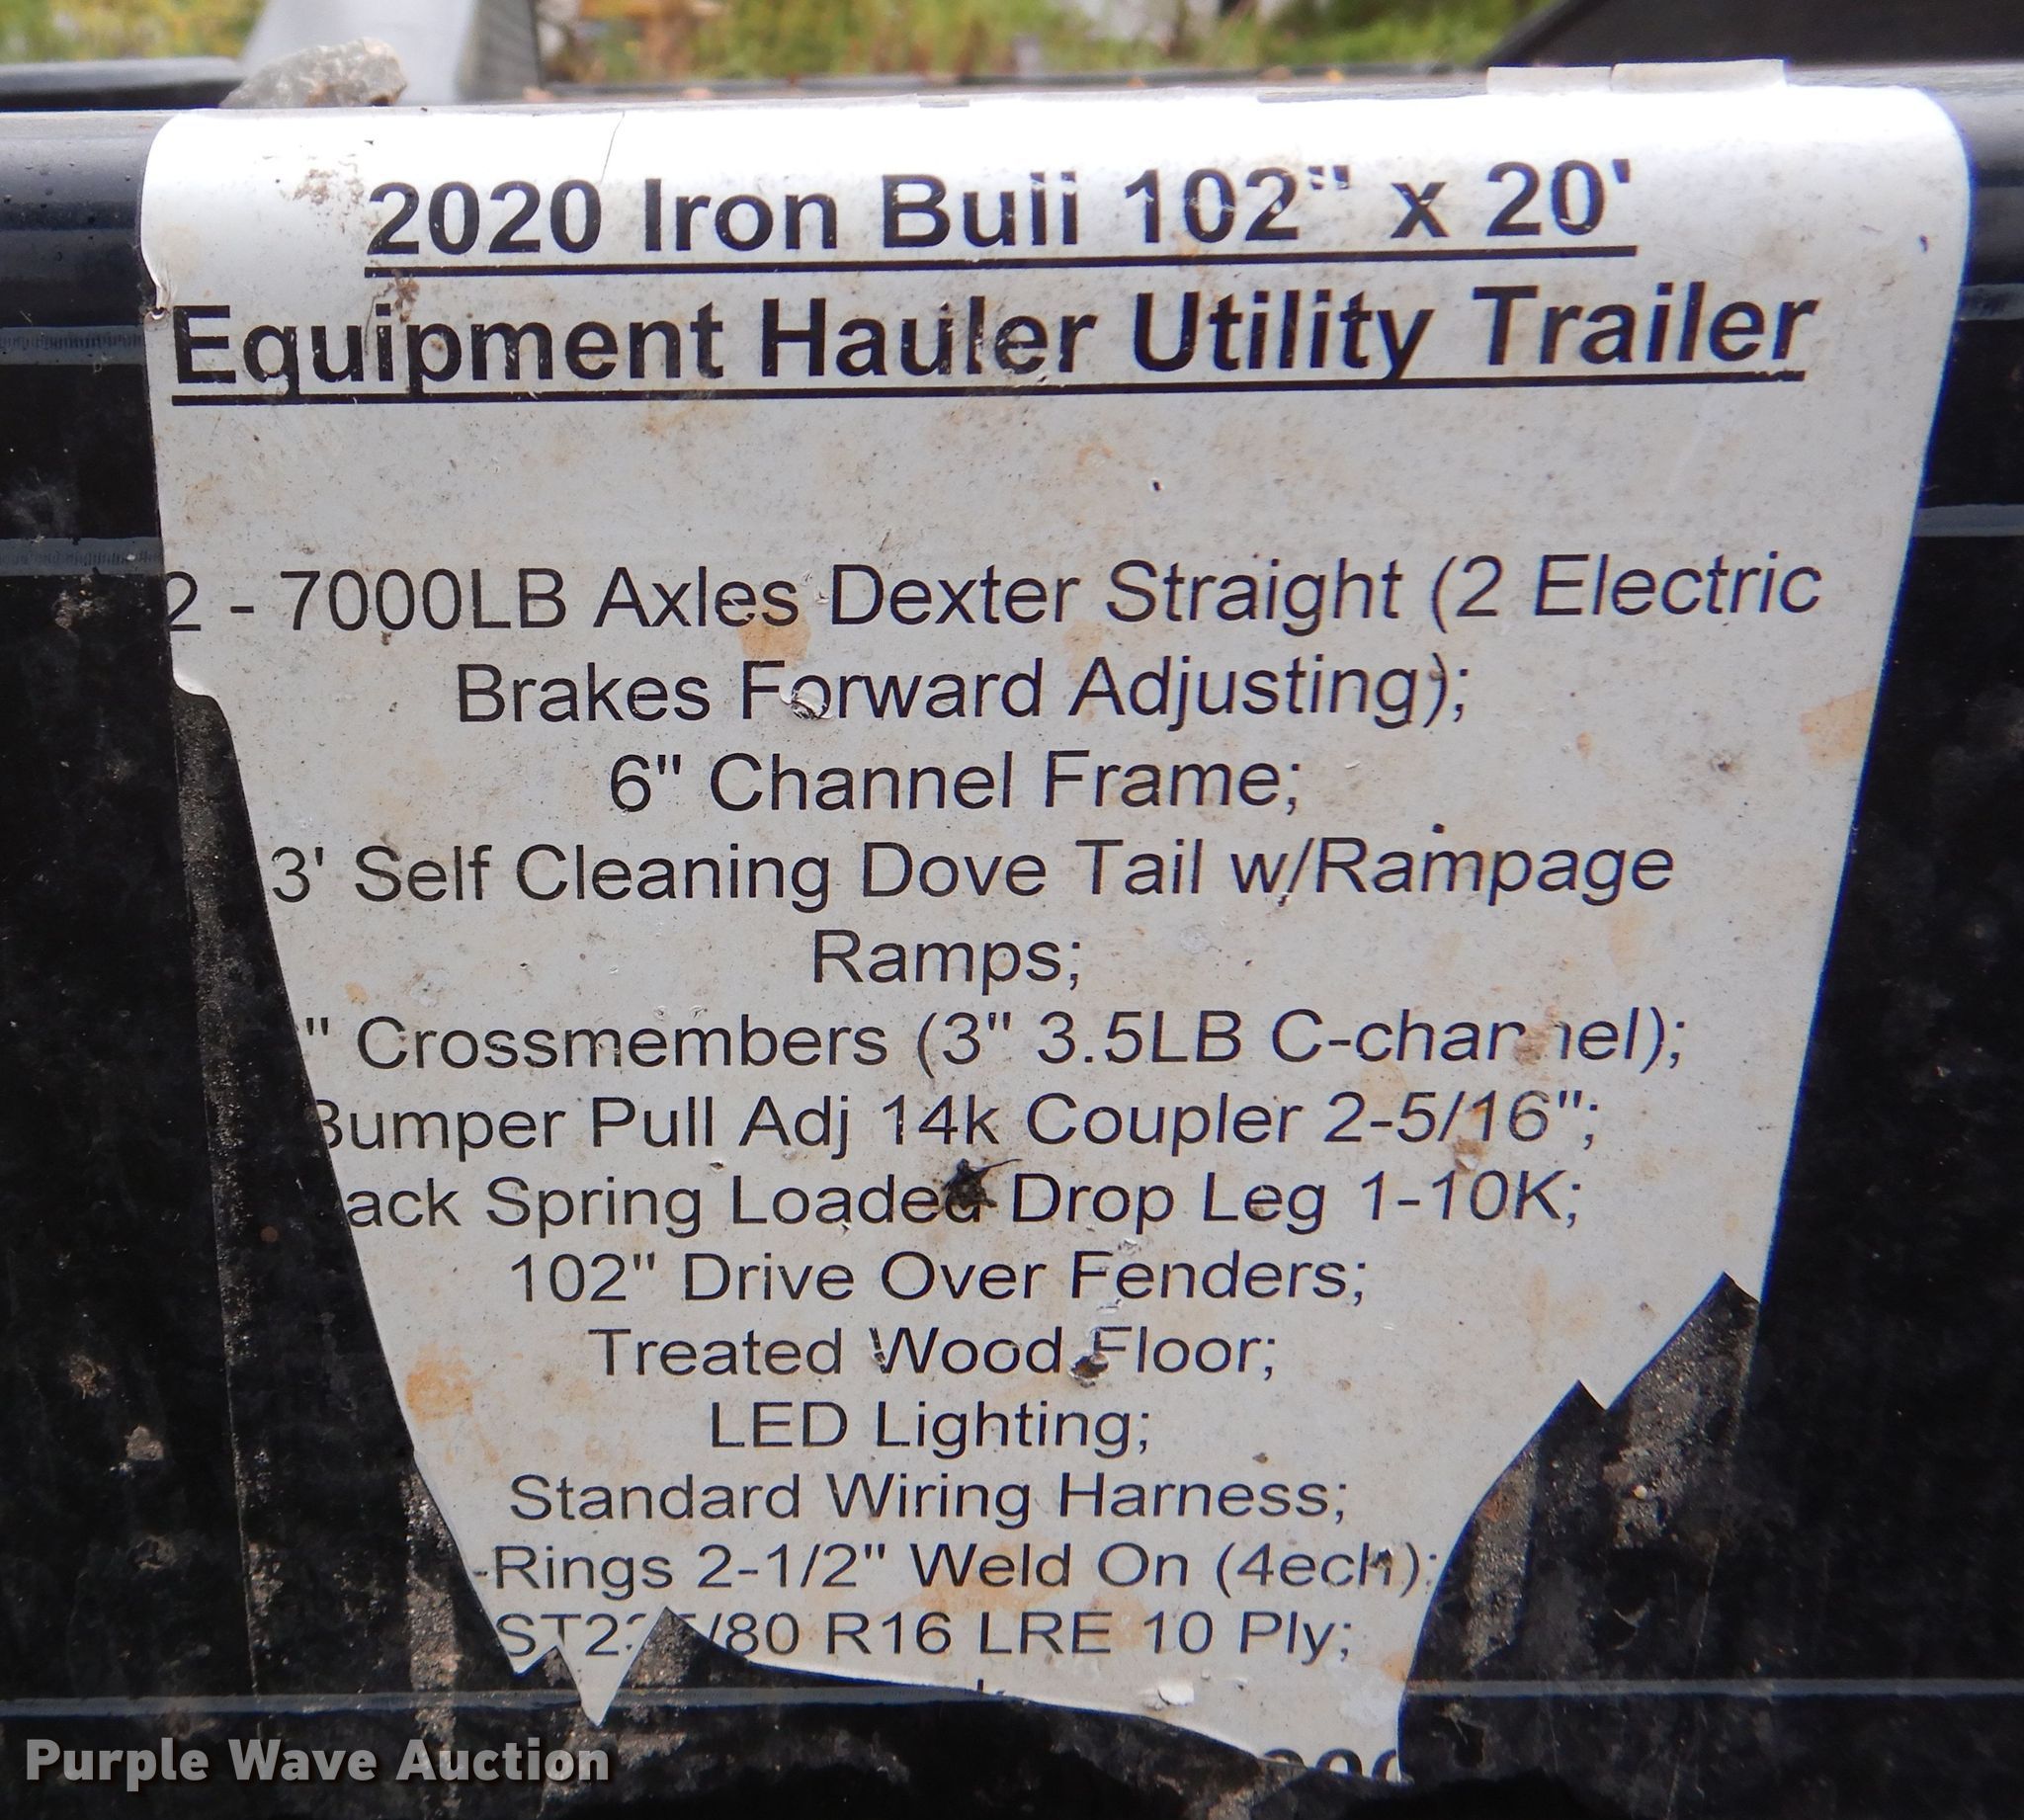 2020 Iron Bull 102" x 20'
Equipment Hauler Utility Trailer
2 - 7000LB Axles Dexter Straight (2 Electric
Brakes Forward Adjusting);
6" Channel Frame;
3' Self Cleaning Dove Tail w/Rampage
Ramps;
" Crossmembers (3" 3.5LB C-channel);
Bumper Pull Adj 14k Coupler 2-5/16";
ack Spring Loaded Drop Leg 1-10K;
102" Drive Over Fenders;
Treated Wood Floor;
LED Lighting;
Standard Wiring Harness;
-Rings 2-1/2" Weld On (4ech);
/80 R16 LRE 10 Ply;
Purple Wave Auction